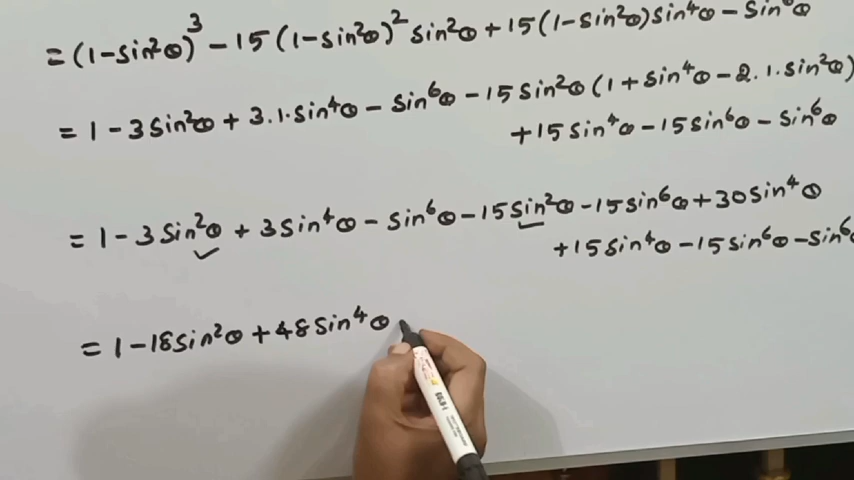 = (1-sin²θ)³ - 15(1-sin²θ)² sin²θ + 15(1-sin²θ)sin⁴θ - sin⁶θ
= 1 - 3sin²θ + 3.1.sin⁴θ - sin⁶θ - 15sin²θ(1 + sin⁴θ - 2.1.sin²θ)
+ 15sin⁴θ - 15sin⁶θ - sin⁶θ
= 1 - 3sin²θ + 3sin⁴θ - sin⁶θ - 15sin²θ - 15sin⁶θ + 30sin⁴θ
+ 15sin⁴θ - 15sin⁶θ - sin⁶
= 1 - 18sin²θ + 48sin⁴θ